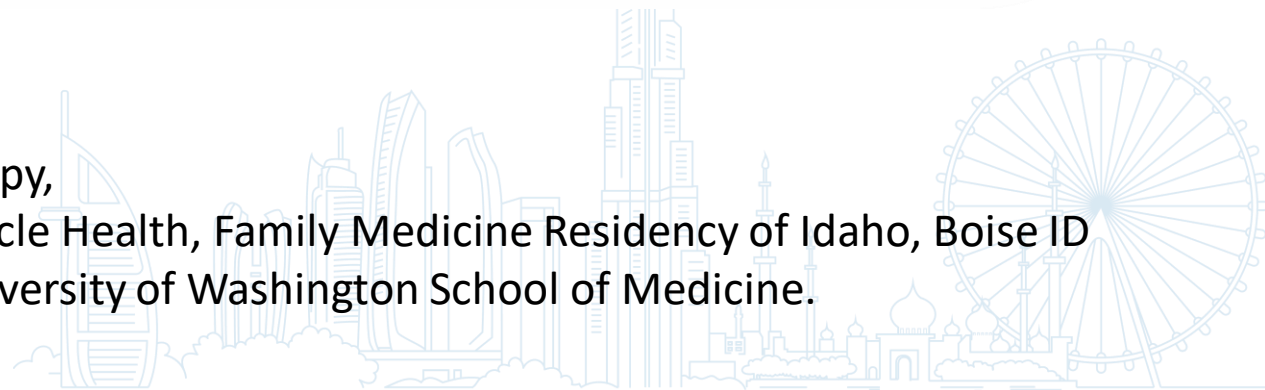 py,
cle Health, Family Medicine Residency of Idaho, Boise ID
versity of Washington School of Medicine.